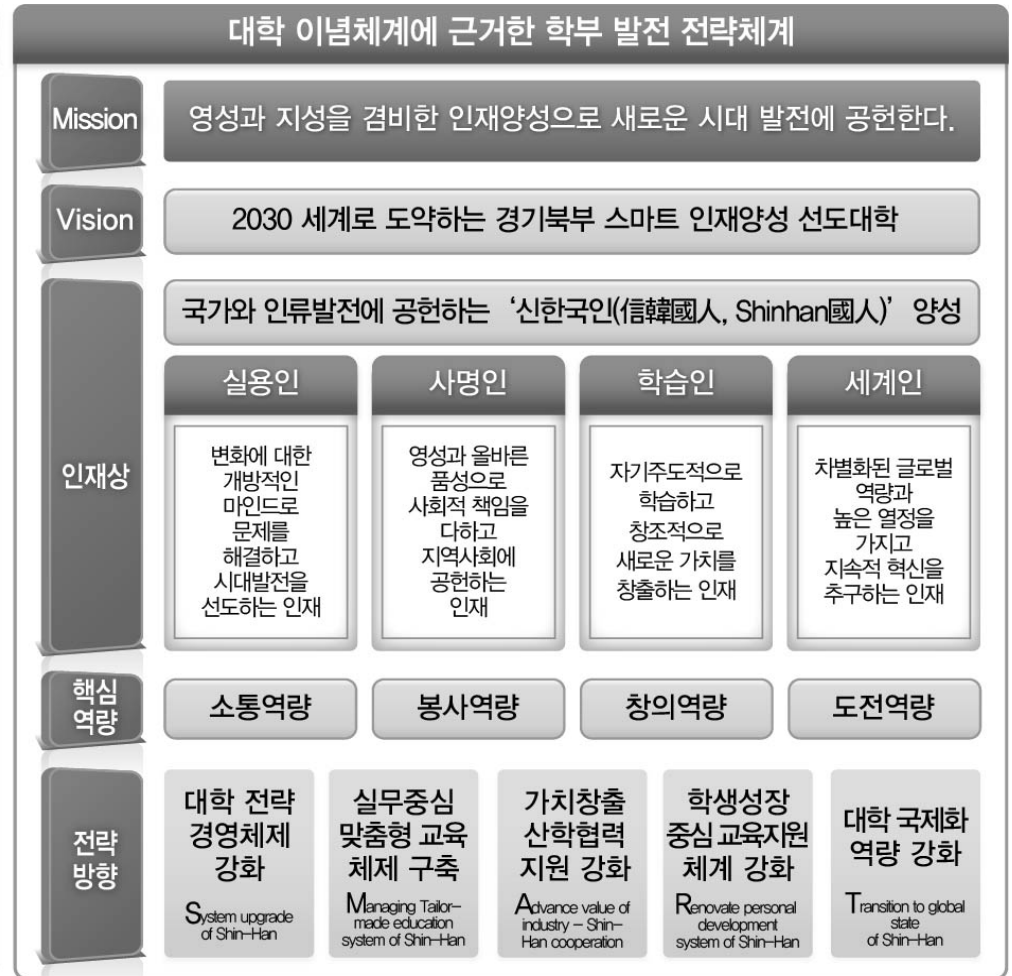 대학 이념체계에 근거한 학부 발전 전략체계
Mission
영성과 지성을 겸비한 인재양성으로 새로운 시대 발전에 공헌한다.
Vision
2030 세계로 도약하는 경기북부 스마트 인재양성 선도대학
인재상
국가와 인류발전에 공헌하는 ‘신한국인(信韓國人, Shinhan國人)’ 양성
실용인
변화에 대한
개방적인
마인드로
문제를
해결하고
시대발전을
선도하는 인재
사명인
영성과 올바른
품성으로
사회적 책임을
다하고
지역사회에
공헌하는
인재
학습인
자기주도적으로
학습하고
창조적으로
새로운 가치를
창출하는 인재
세계인
차별화된 글로벌
역량과
높은 열정을
가지고
지속적 혁신을
추구하는 인재
핵심
역량
소통역량
봉사역량
창의역량
도전역량
전략
방향
대학 전략
경영체제
강화
System upgrade
of Shin-Han
실무중심
맞춤형 교육
체제 구축
Managing Tailor-
made education
system of Shin-Han
가치창출
산학협력
지원 강화
Advance value of
industry - Shin-
Han cooperation
학생성장
중심 교육지원
체계 강화
Renovate personal
development
system of Shin-Han
대학 국제화
역량 강화
Transition to global
state
of Shin-Han